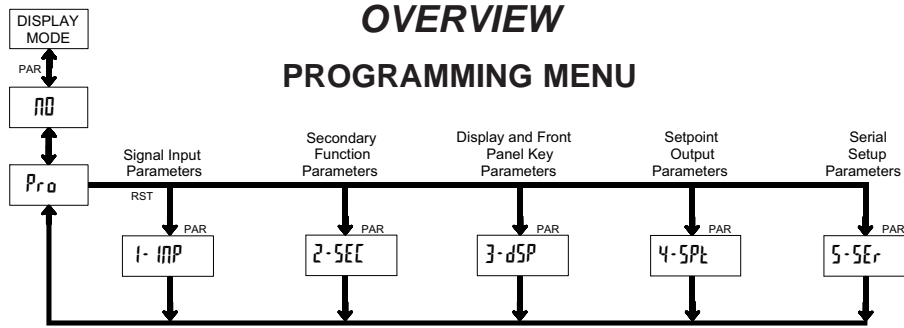 OVERVIEW
PROGRAMMING MENU
DISPLAY
MODE
PAR
NO
Pro
Signal Input
Parameters
Secondary
Function
Parameters
Display and Front
Panel Key
Parameters
Setpoint
Output
Parameters
Serial
Setup
Parameters
RST
PAR
PAR
PAR
PAR
PAR
1-INP
2-SEC
3-dSP
4-SPt
5-SEr